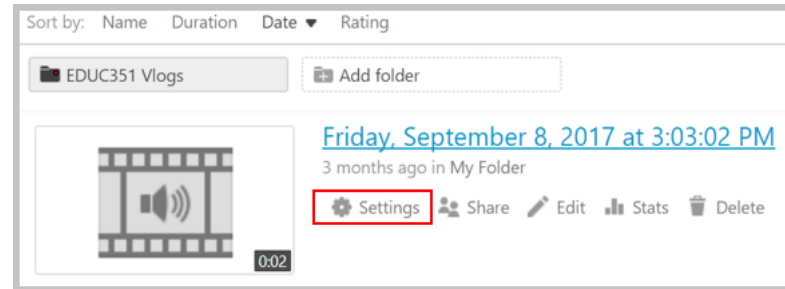 Sort by: Name Duration Date ▼ Rating
EDUC351 Vlogs Add folder
Friday, September 8, 2017 at 3:03:02 PM
3 months ago in My Folder
Settings Share Edit Stats Delete
0:02